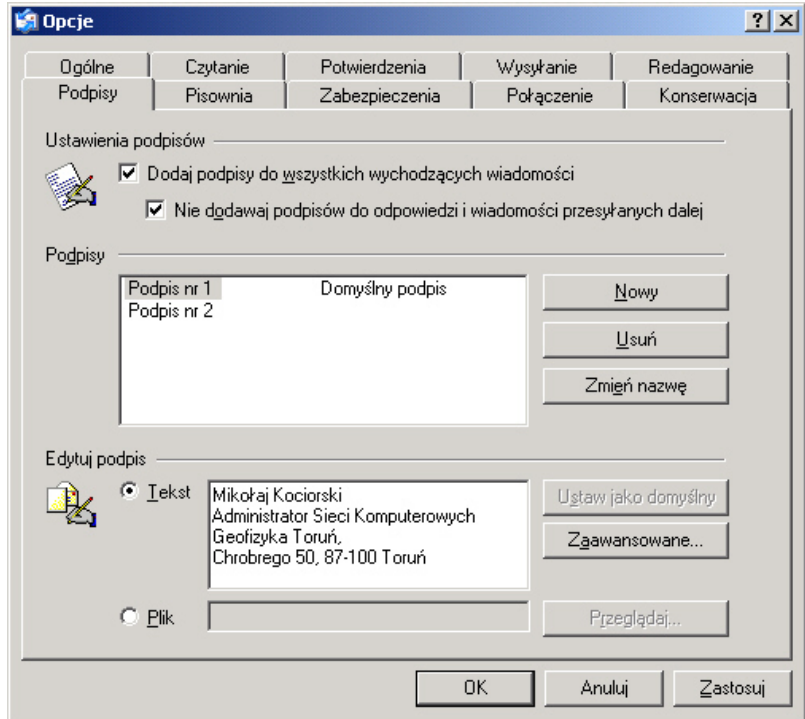 Opcje
Ogólne Czytanie Potwierdzenia Wysyłanie Redagowanie
Podpisy Pisownia Zabezpieczenia Połączenie Konserwacja
Ustawienia podpisów
Dodaj podpisy do wszystkich wychodzących wiadomości
Nie dodawaj podpisów do odpowiedzi i wiadomości przesyłanych dalej
Podpisy
Podpis nr 1 Domyślny podpis
Podpis nr 2
Nowy
Usuń
Zmień nazwę
Edytuj podpis
Tekst
Mikołaj Kociorski
Administrator Sieci Komputerowych
Geofizyka Toruń,
Chrobrego 50, 87-100 Toruń
Ustaw jako domyślny
Zaawansowane...
Plik
Przeglądaj...
OK Anuluj Zastosuj